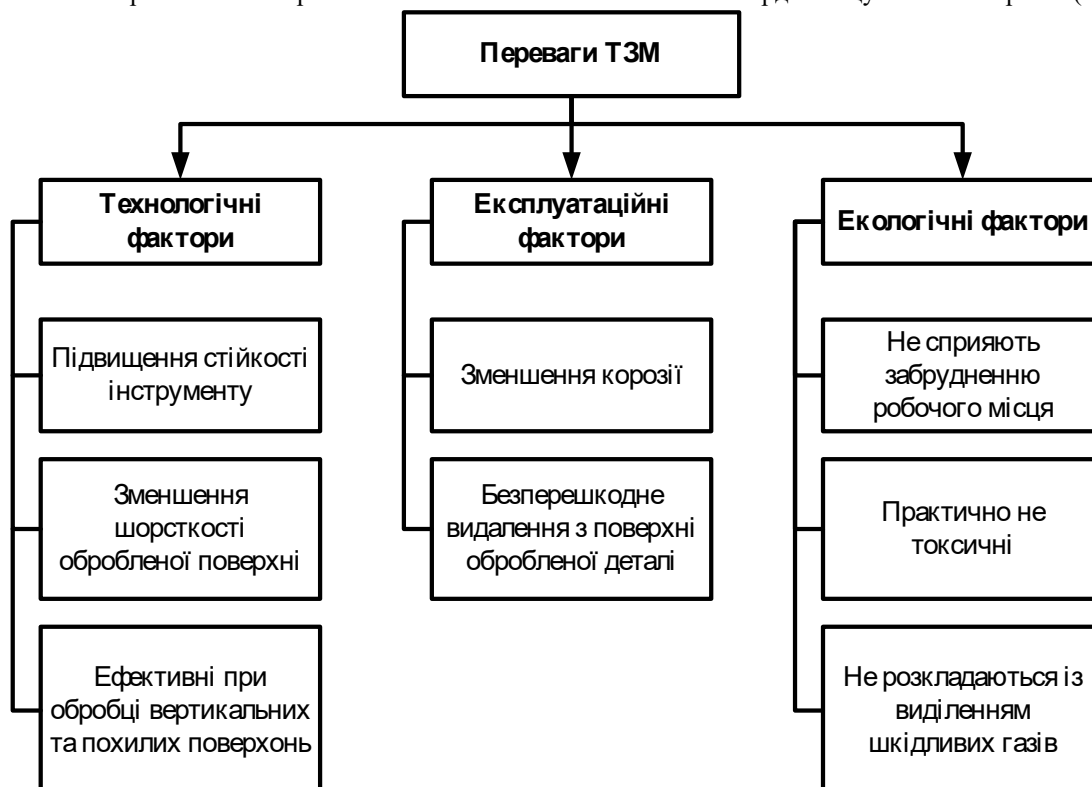 Переваги ТЗМ
Технологічні
фактори
Експлуатаційні
фактори
Екологічні фактори
Підвищення стійкості
інструменту
Зменшення
шорсткості
обробленої поверхні
Ефективні при
обробці вертикальних
та похилих поверхонь
Зменшення корозії
Безперешкодне
видалення з поверхні
обробленої деталі
Не сприяють
забрудненню
робочого місця
Практично не
токсичні
Не розкладаються із
виділенням
шкідливих газів